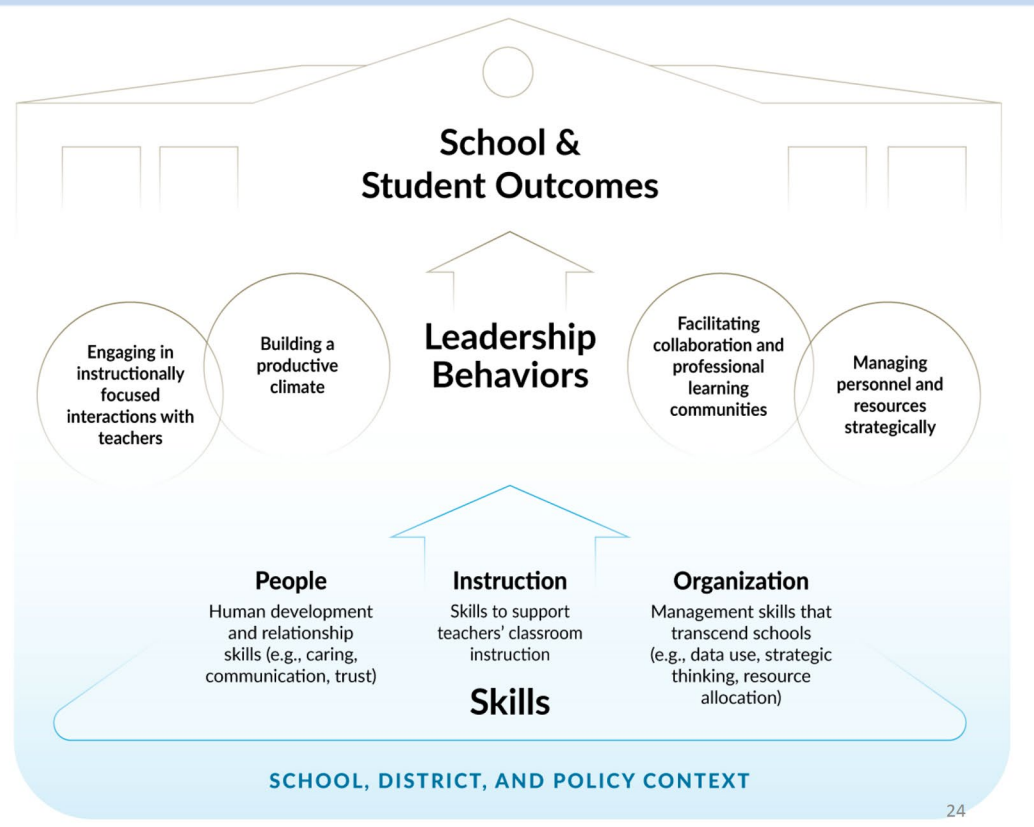 School &
Student Outcomes
Engaging in
instructionally
focused
interactions with
teachers
Building a
productive
climate
Leadership
Behaviors
Facilitating
collaboration and
professional
learning
communities
Managing
personnel and
resources
strategically
People
Human development
and relationship
skills (e.g., caring,
communication, trust)
Instruction
Skills to support
teachers’ classroom
instruction
Organization
Management skills that
transcend schools
(e.g., data use, strategic
thinking, resource
allocation)
Skills
SCHOOL, DISTRICT, AND POLICY CONTEXT
24